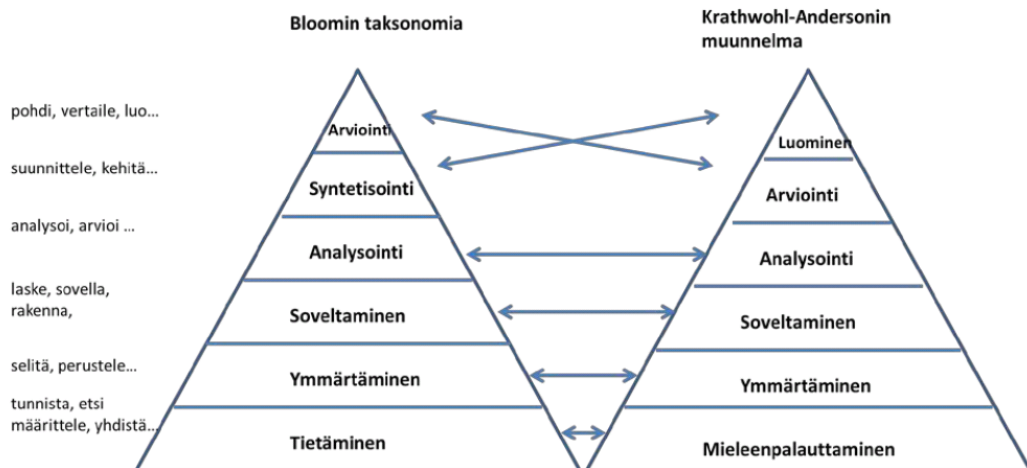 Bloomin taksonomia
Krathwohl-Andersonin
muunnelma
pohdi, vertaile, luo...
suunnittele, kehitä...
analysoi, arvioi ...
laske, sovella,
rakenna,
selitä, perustele...
tunnista, etsi
määrittele, yhdistä...
Arviointi
Syntetisointi
Analysointi
Soveltaminen
Ymmärtäminen
Tietäminen
Luominen
Arviointi
Analysointi
Soveltaminen
Ymmärtäminen
Mieleenpalauttaminen